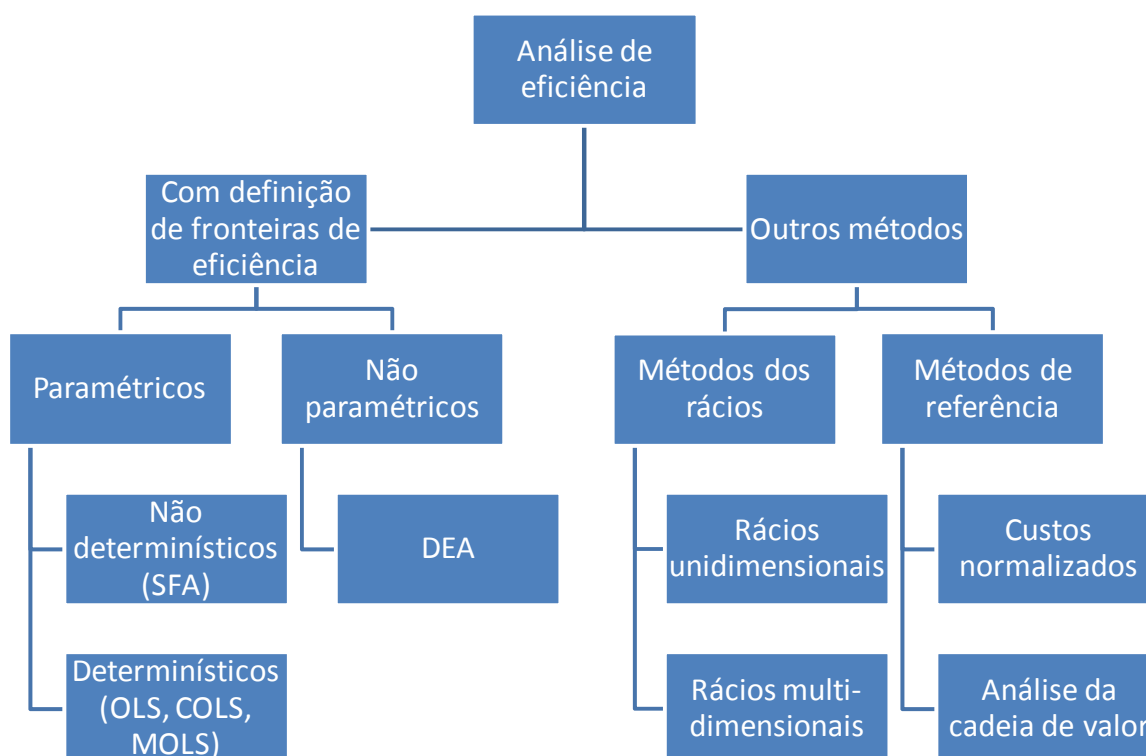 Análise de
eficiência
Com definição
de fronteiras de
eficiência
Outros métodos
Paramétricos
Não
paramétricos
Métodos dos
rácios
Métodos de
referência
Não
determinísticos
(SFA)
DEA
Rácios
unidimensionais
Custos
normalizados
Determinísticos
(OLS, COLS,
MOLS)
Rácios multi-
dimensionais
Análise da
cadeia de valor